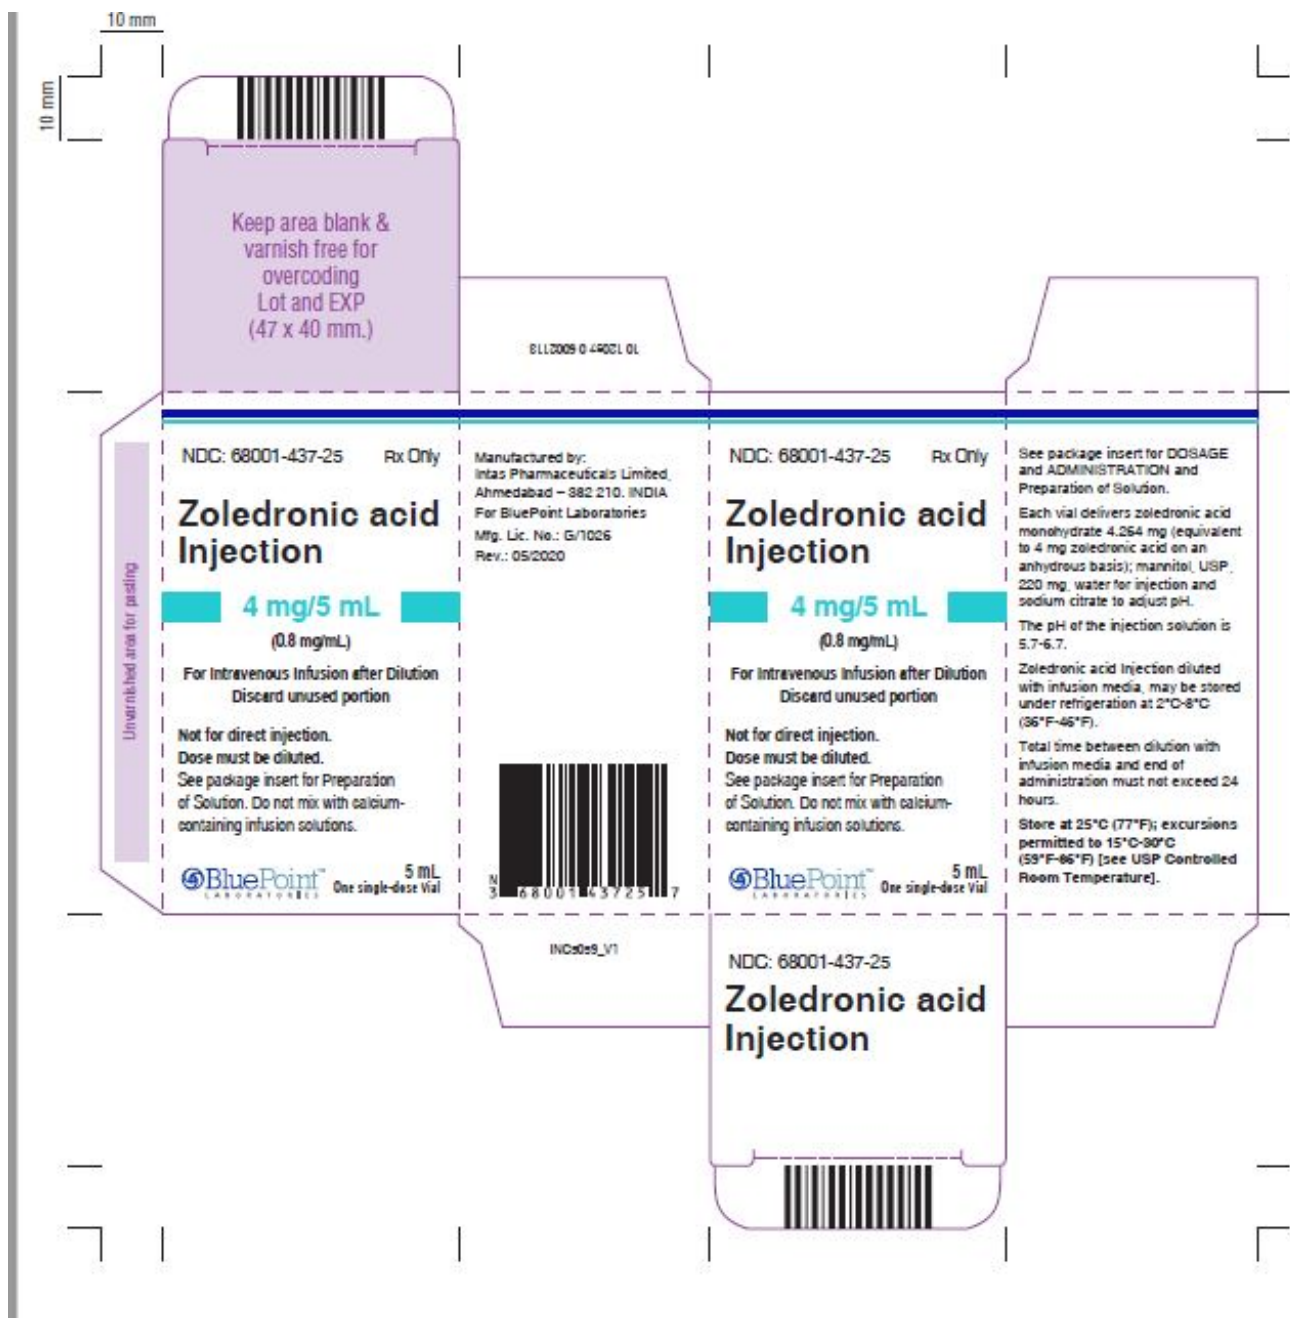 10 mm
10 mm
Keep area blank &
varnish free for
overcoding
Lot and EXP
(47 x 40 mm.)
Unvarnished area for pasting
NDC: 68001-437-25 Rx Only
Zoledronic acid
Injection
4 mg/5 mL
(0.8 mg/mL)
For Intravenous Infusion after Dilution
Discard unused portion
Not for direct injection.
Dose must be diluted.
See package insert for Preparation
of Solution. Do not mix with calcium-
containing infusion solutions.
BluePoint™
LABORATORIES
5 mL
One single-dose Vial
Manufactured by:
Intas Pharmaceuticals Limited,
Ahmedabad – 382 210. INDIA
For BluePoint Laboratories
Mfg. Lic. No.: G/1026
Rev.: 05/2020
N
3 68001 43725 7
NDC: 68001-437-25 Rx Only
Zoledronic acid
Injection
4 mg/5 mL
(0.8 mg/mL)
For Intravenous Infusion after Dilution
Discard unused portion
Not for direct injection.
Dose must be diluted.
See package insert for Preparation
of Solution. Do not mix with calcium-
containing infusion solutions.
BluePoint™
LABORATORIES
5 mL
One single-dose Vial
See package insert for DOSAGE
and ADMINISTRATION and
Preparation of Solution.
Each vial delivers zoledronic acid
monohydrate 4.264 mg (equivalent
to 4 mg zoledronic acid on an
anhydrous basis); mannitol, USP,
220 mg, water for injection and
sodium citrate to adjust pH.
The pH of the injection solution is
5.7-6.7.
Zoledronic acid Injection diluted
with infusion media, may be stored
under refrigeration at 2°C-8°C
(36°F-46°F).
Total time between dilution with
infusion media and end of
administration must not exceed 24
hours.
Store at 25°C (77°F); excursions
permitted to 15°C-30°C
(59°F-86°F) [see USP Controlled
Room Temperature].
NDC: 68001-437-25
Zoledronic acid
Injection